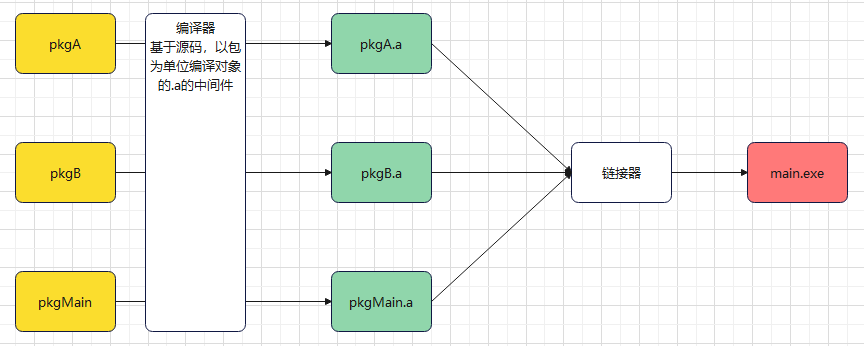 pkgA
编译器
基于源码，以包
为单位编译对象
的.a的中间件
pkgA.a
pkgB
pkgB.a
链接器
main.exe
pkgMain
pkgMain.a